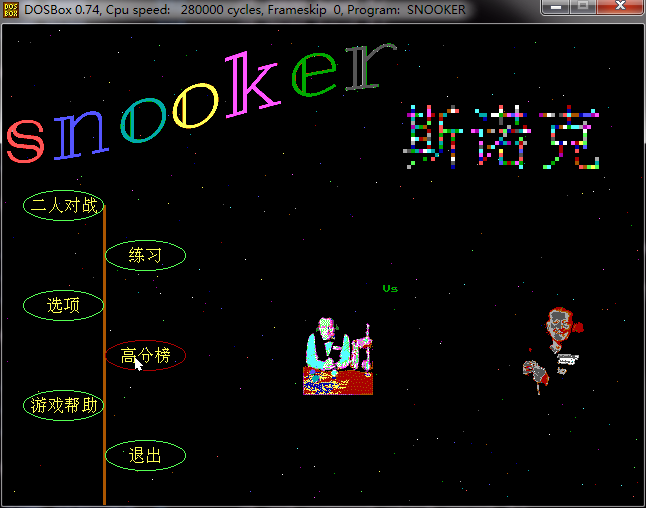 DOSBox 0.74, Cpu speed: 280000 cycles, Frameskip 0, Program: SNOOKER
snooker
斯诺克
二人对战
练习
选项
Vs
高分榜
游戏帮助
退出